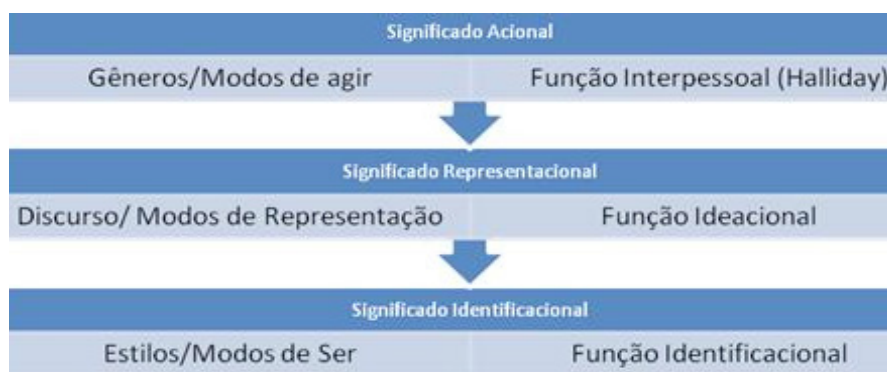 Significado Acional
Gêneros/Modos de agir Função Interpessoal (Halliday)
Significado Representacional
Discurso/ Modos de Representação Função Ideacional
Significado Identificacional
Estilos/Modos de Ser Função Identificacional